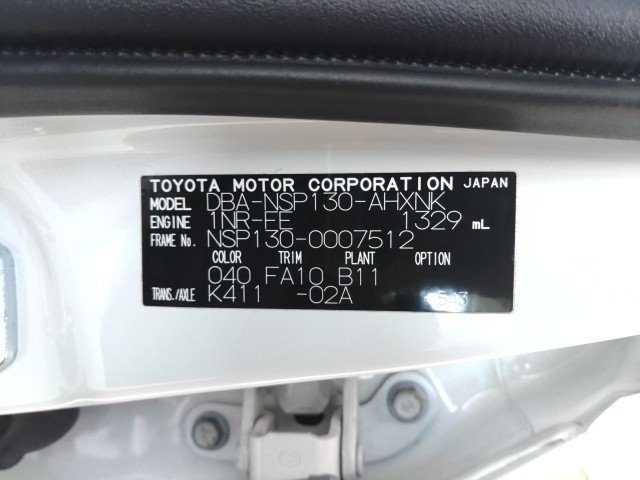 TOYOTA MOTOR CORPORATION JAPAN
MODEL DBA-NSP130-AHXNK
ENGINE 1NR-FE 1329 mL
FRAME No. NSP130-0007512
COLOR TRIM PLANT OPTION
040 FA10 B11
TRANS./AXLE K411 -02A